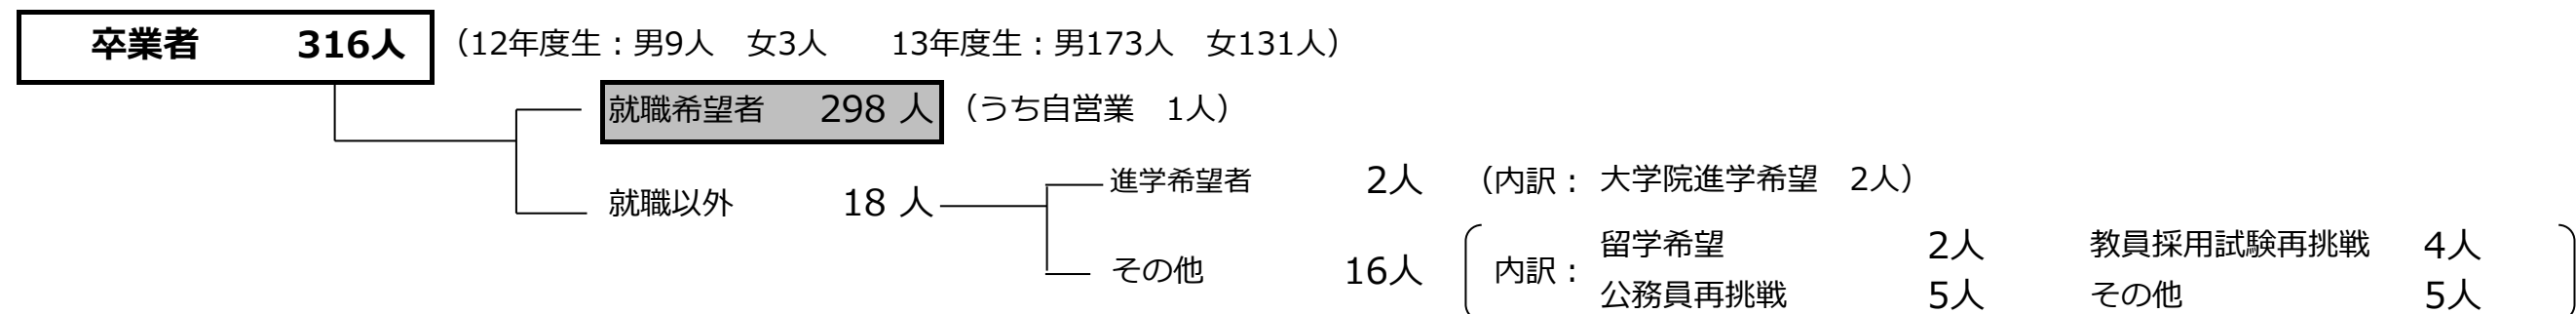 卒業者 316人 （12年度生：男9人 女3人 13年度生：男173人 女131人）
就職希望者 298 人 （うち自営業 1人）
進学希望者 2人 （内訳： 大学院進学希望 2人）
就職以外 18 人
留学希望 2人 教員採用試験再挑戦 4人
その他 16人 内訳：
公務員再挑戦 5人 その他 5人